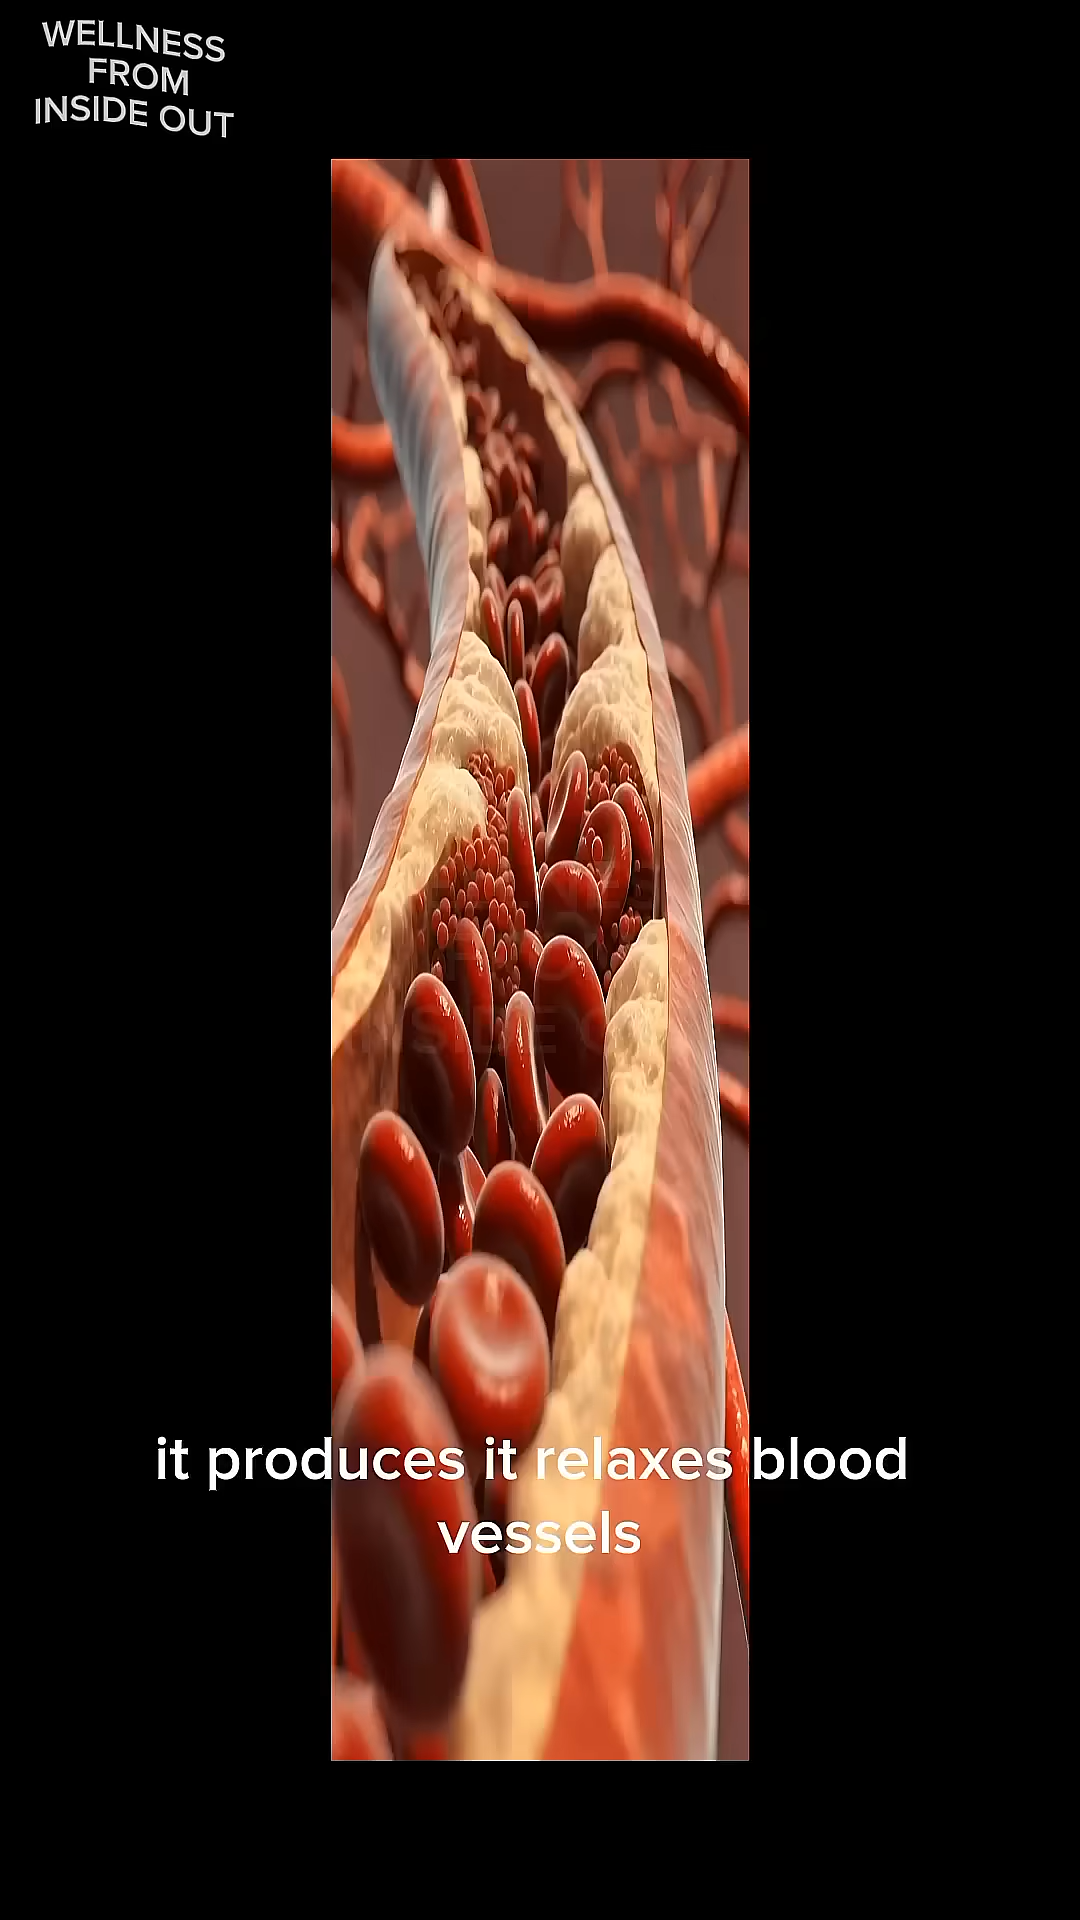 WELLNESS
FROM
INSIDE OUT
it produces it relaxes blood
vessels